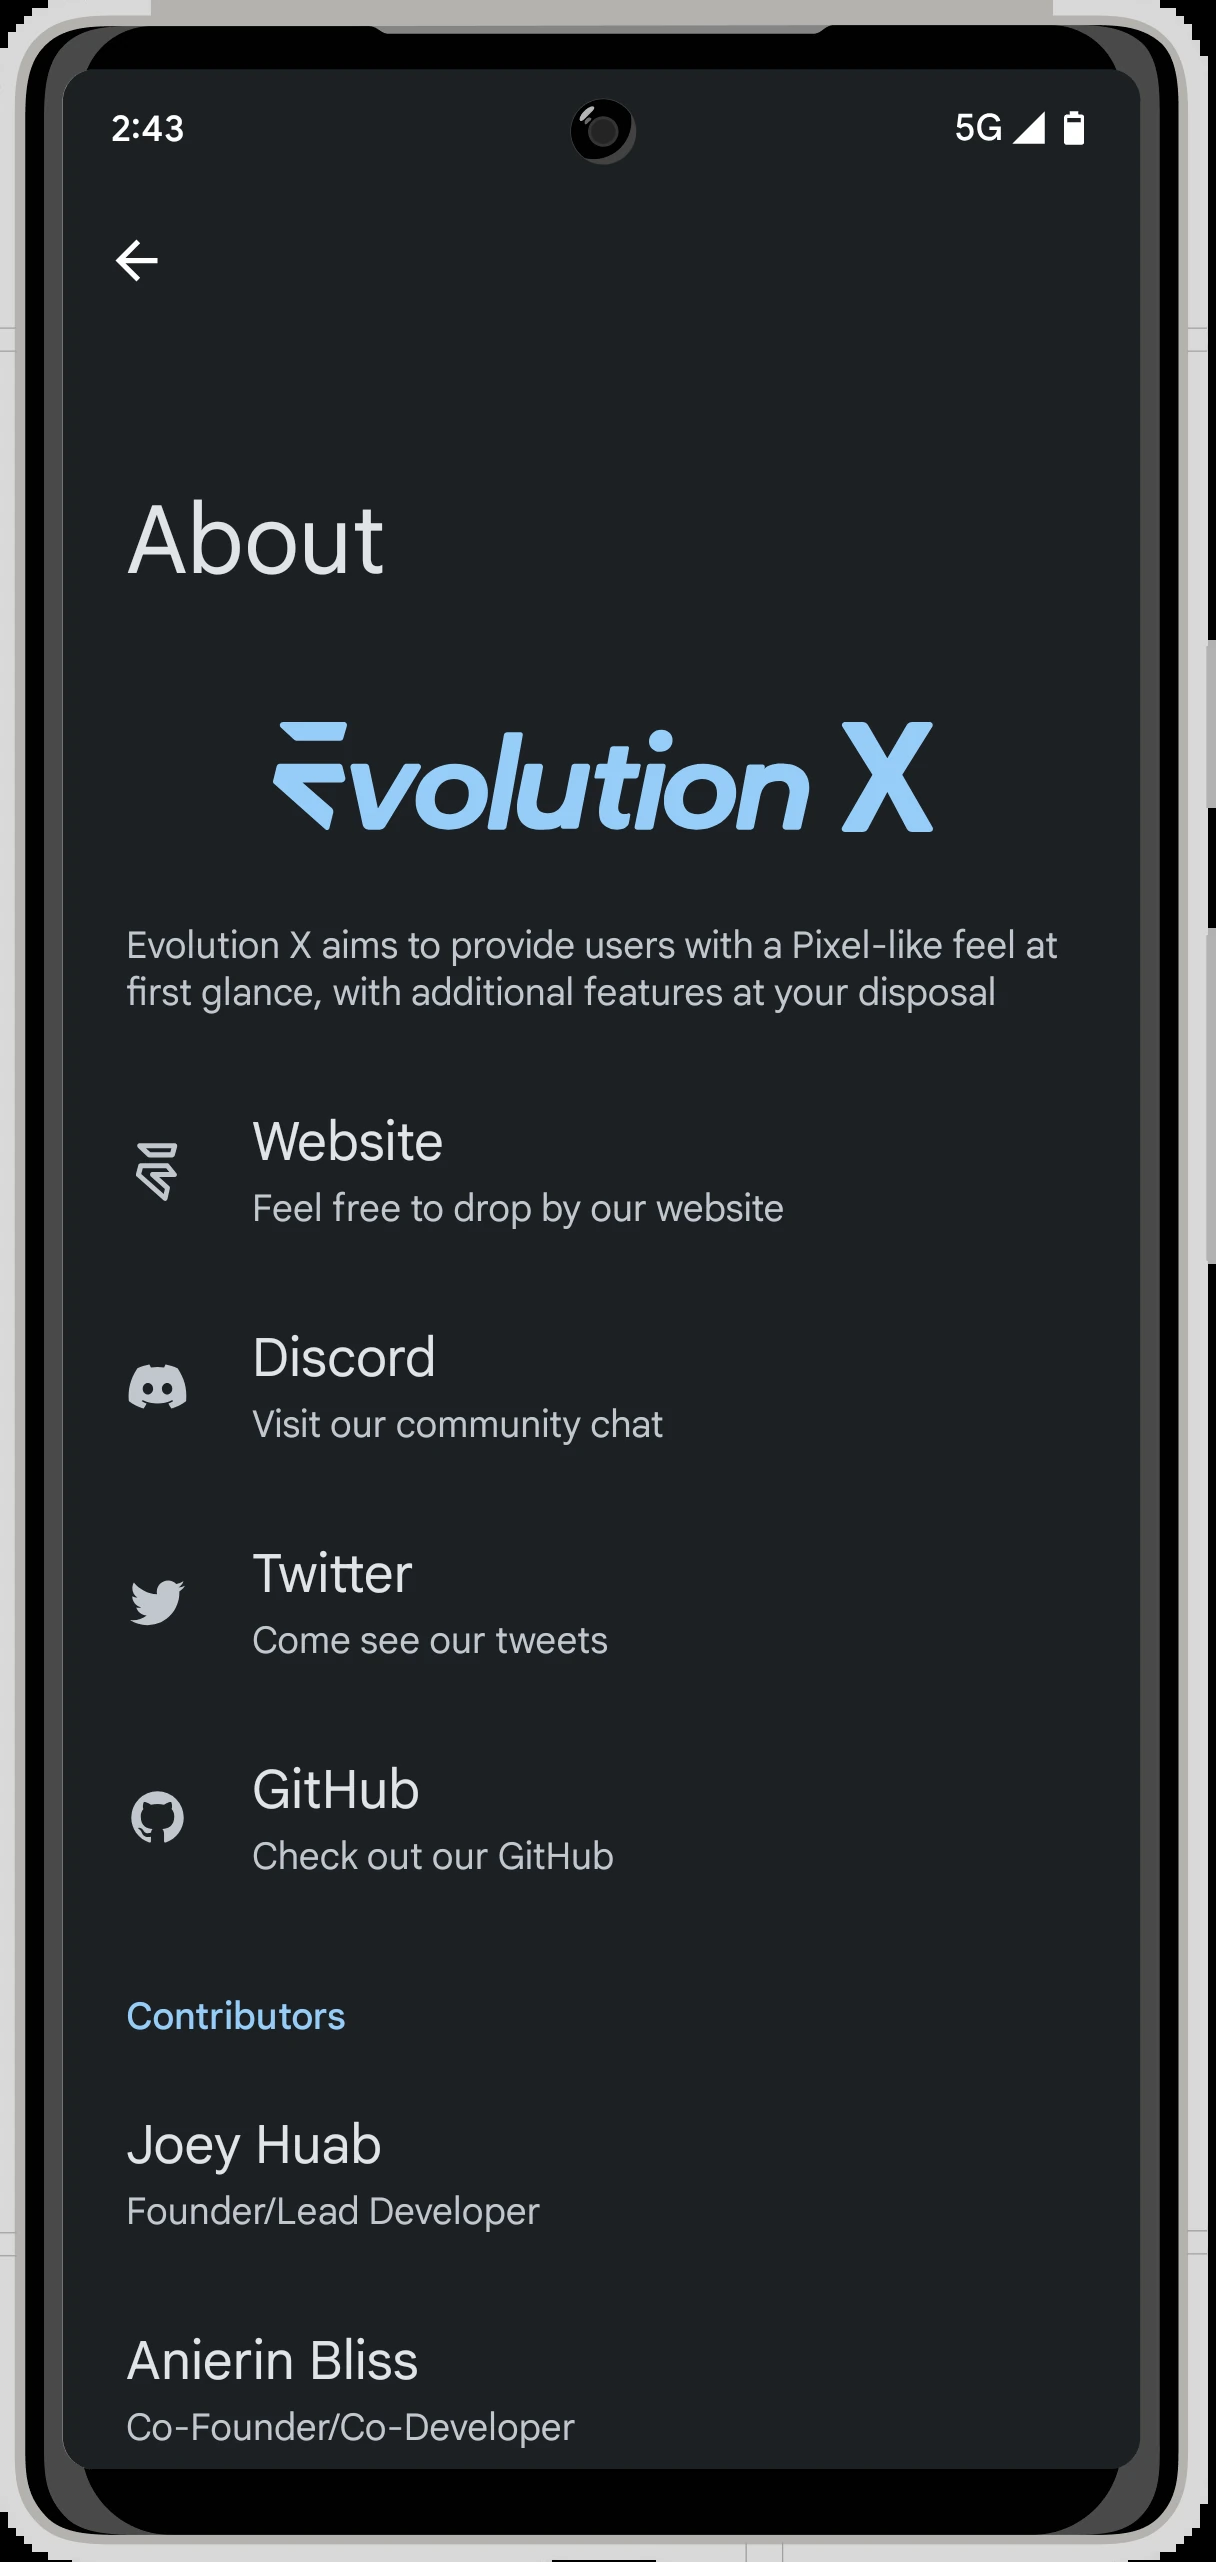 2:43
5G
About
Evolution X
Evolution X aims to provide users with a Pixel-like feel at
first glance, with additional features at your disposal
Website
Feel free to drop by our website
Discord
Visit our community chat
Twitter
Come see our tweets
GitHub
Check out our GitHub
Contributors
Joey Huab
Founder/Lead Developer
Anierin Bliss
Co-Founder/Co-Developer